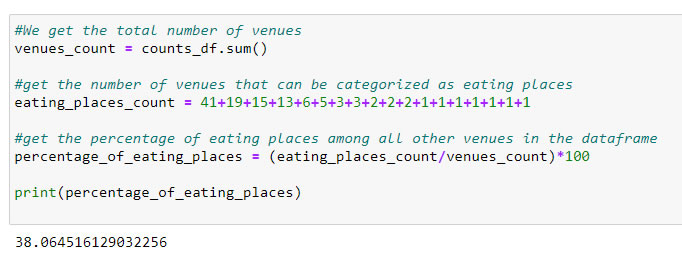 #We get the total number of venues
venues_count = counts_df.sum()
#get the number of venues that can be categorized as eating places
eating_places_count = 41+19+15+13+6+5+3+3+2+2+2+1+1+1+1+1+1+1
#get the percentage of eating places among all other venues in the dataframe
percentage_of_eating_places = (eating_places_count/venues_count)*100
print(percentage_of_eating_places)
38.064516129032256